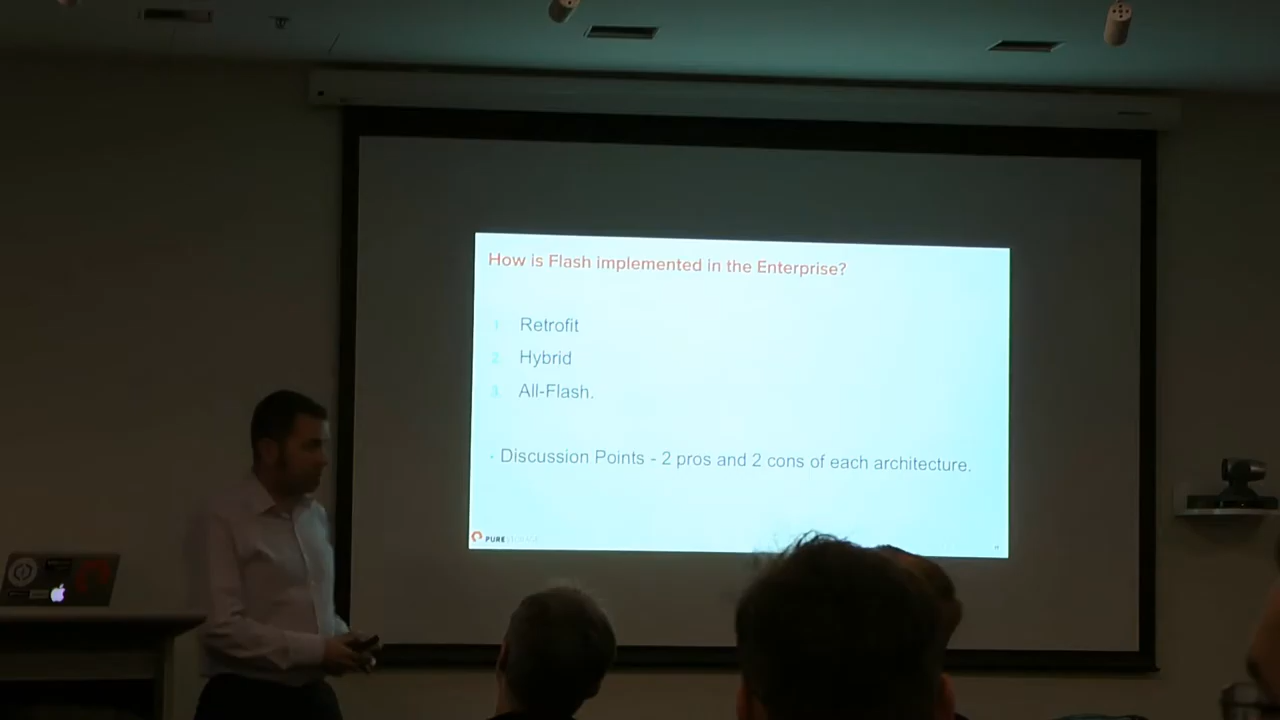 How is Flash implemented in the Enterprise?
1. Retrofit
2. Hybrid
3. All-Flash.
· Discussion Points - 2 pros and 2 cons of each architecture.
PURE